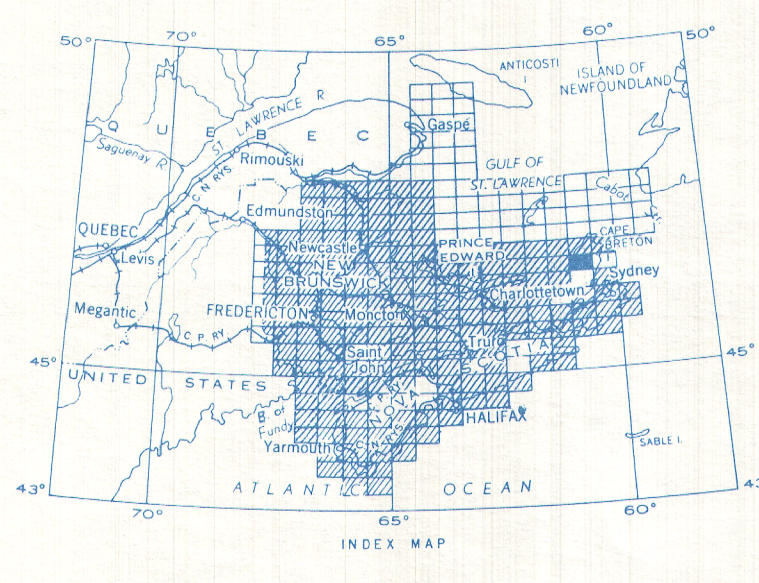 50° 70° 65° 60° 50°
ANTICOSTI
I
ISLAND OF
NEWFOUNDLAND
Q U E B E C
ST. LAWRENCE R
Gaspé
Saguenay R
Rimouski
C N RYS.
GULF OF
ST. LAWRENCE
Cabot
Edmundston
QUEBEC
Levis
Newcastle
NEW
BRUNSWICK
PRINCE
EDWARD
I
CAPE
BRETON
I
Sydney
Megantic
FREDERICTON
Moncton
Charlottetown
C. P. RY.
Saint
John
Truro
45° 45°
UNITED STATES
NOVA SCOTIA
B. of
Fundy
HALIFAX
Yarmouth
C. N. RYS.
SABLE I.
43° ATLANTIC OCEAN
70° 65° 60°
INDEX MAP